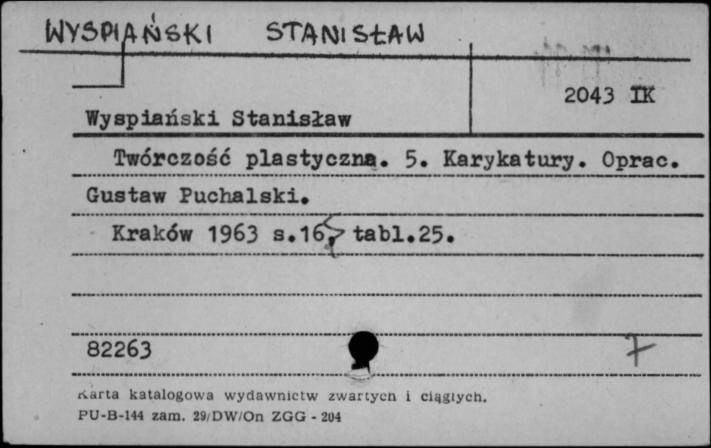 WYSPIAŃSKI STANISŁAW
2043 IK
Wyspiański Stanisław
Twórczość plastyczna. 5. Karykatury. Oprac.
Gustaw Puchalski.
Kraków 1963 s.16, tabl.25.
82263
7
Karta katalogowa wydawnictw zwartych i ciągłych.
PU-B-144 zam. 29/DW/On ZGG - 204